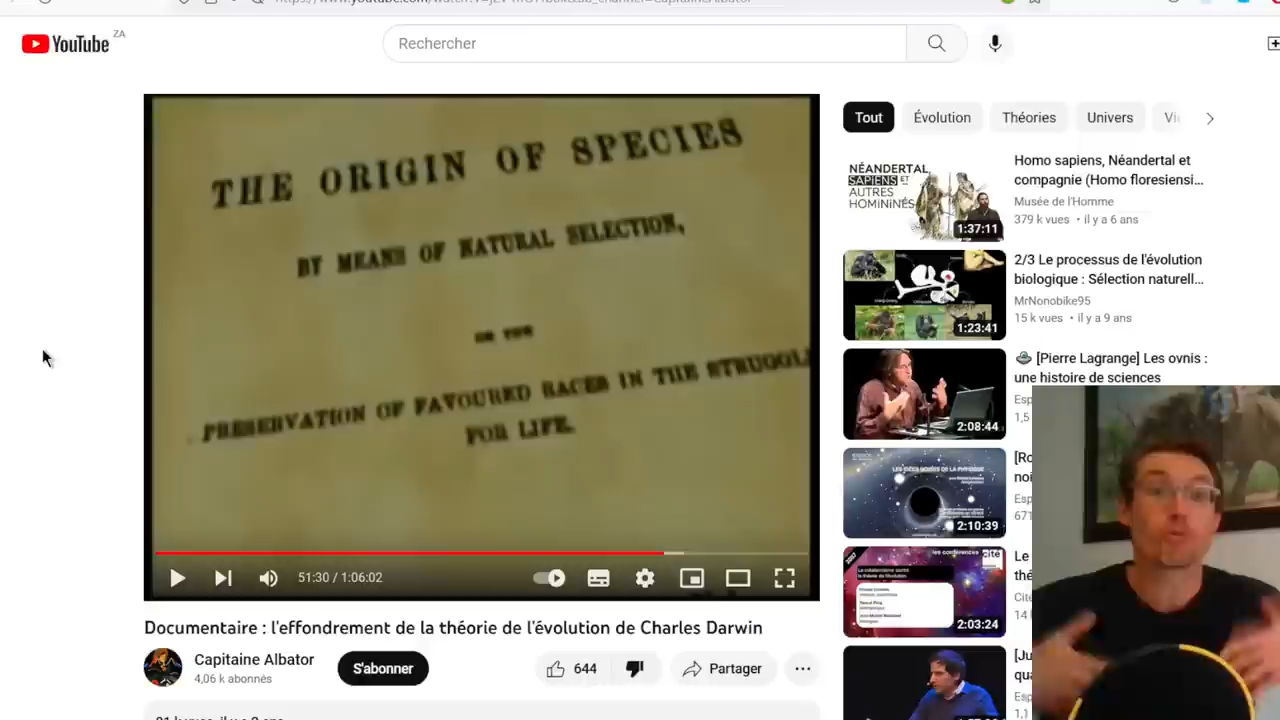 YouTube ZA
Rechercher
THE ORIGIN OF SPECIES
BY MEANS OF NATURAL SELECTION,
OR THE
PRESERVATION OF FAVOURED RACES IN THE STRUGGLE
FOR LIFE.
51:30 / 1:06:02
Documentaire : l'effondrement de la théorie de l'évolution de Charles Darwin
Capitaine Albator
4,06 k abonnés
S'abonner
644
Partager
Tout
Évolution
Théories
Univers
NÉANDERTAL
SAPIENS ET
AUTRES
HOMININÉS
1:37:11
Homo sapiens, Néandertal et
compagnie (Homo floresiensi...
Musée de l'Homme
379 k vues • il y a 6 ans
1:23:41
2/3 Le processus de l'évolution
biologique : Sélection naturell...
MrNonobike95
15 k vues • il y a 9 ans
2:08:44
[Pierre Lagrange] Les ovnis :
une histoire de sciences
2:10:39
2:03:24
Le